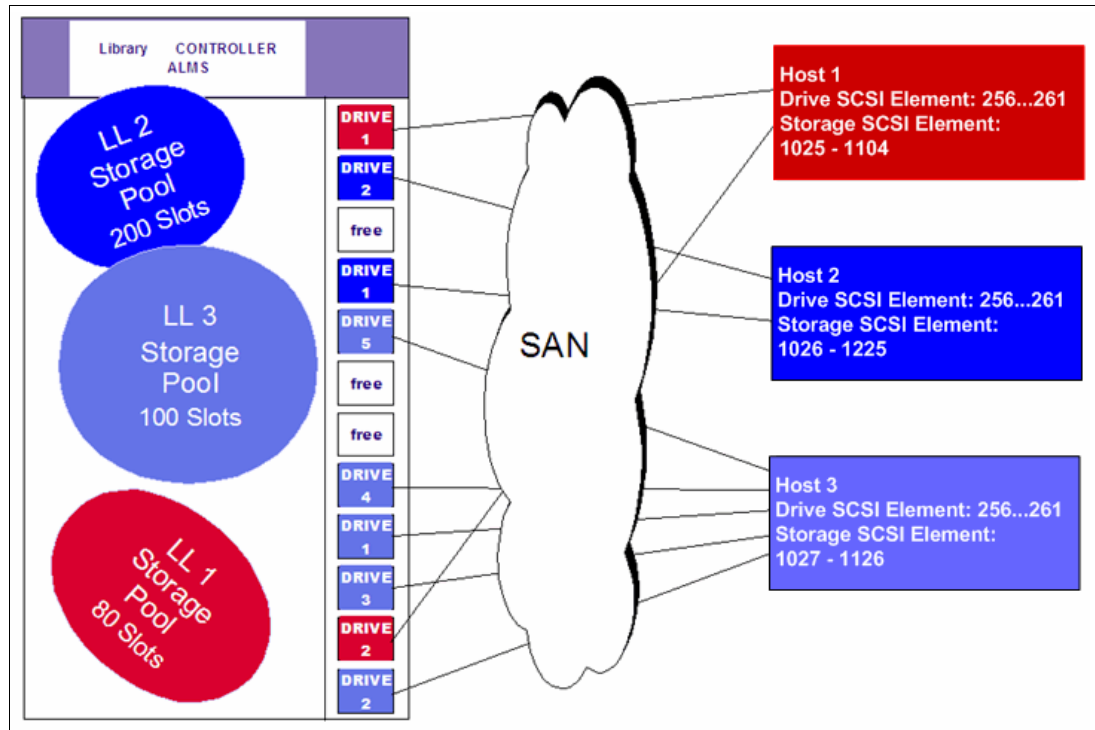 Library CONTROLLER
ALMS
LL 2
Storage
Pool
200 Slots
LL 3
Storage
Pool
100 Slots
LL 1
Storage
Pool
80 Slots
DRIVE
1
DRIVE
2
free
DRIVE
1
DRIVE
5
free
free
DRIVE
4
DRIVE
1
DRIVE
3
DRIVE
2
DRIVE
2
SAN
Host 1
Drive SCSI Element: 256...261
Storage SCSI Element:
1025 - 1104
Host 2
Drive SCSI Element: 256...261
Storage SCSI Element:
1026 - 1225
Host 3
Drive SCSI Element: 256...261
Storage SCSI Element:
1027 - 1126